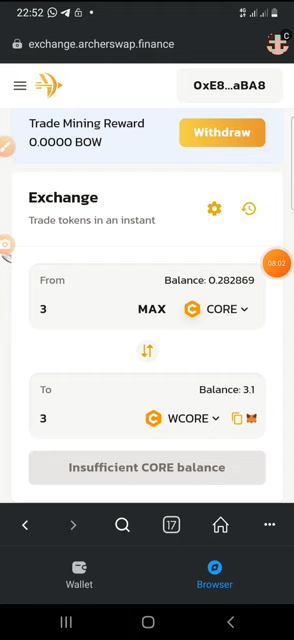 22:52
4G
exchange.archerswap.finance
C
0xE8...aBA8
Trade Mining Reward
0.0000 BOW
Withdraw
Exchange
Trade tokens in an instant
08:02
From
Balance: 0.282869
3
MAX
CORE
To
Balance: 3.1
3
WCORE
Insufficient CORE balance
17
Wallet
Browser